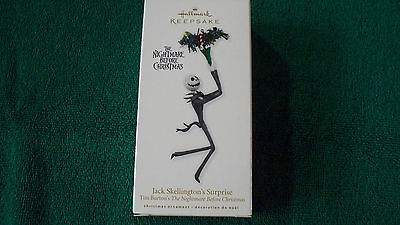 Hallmark
KEEPSAKE
THE
NIGHTMARE
BEFORE
CHRISTMAS
Jack Skellington's Surprise
Tim Burton's The Nightmare Before Christmas
christmas ornament • décoration de noël